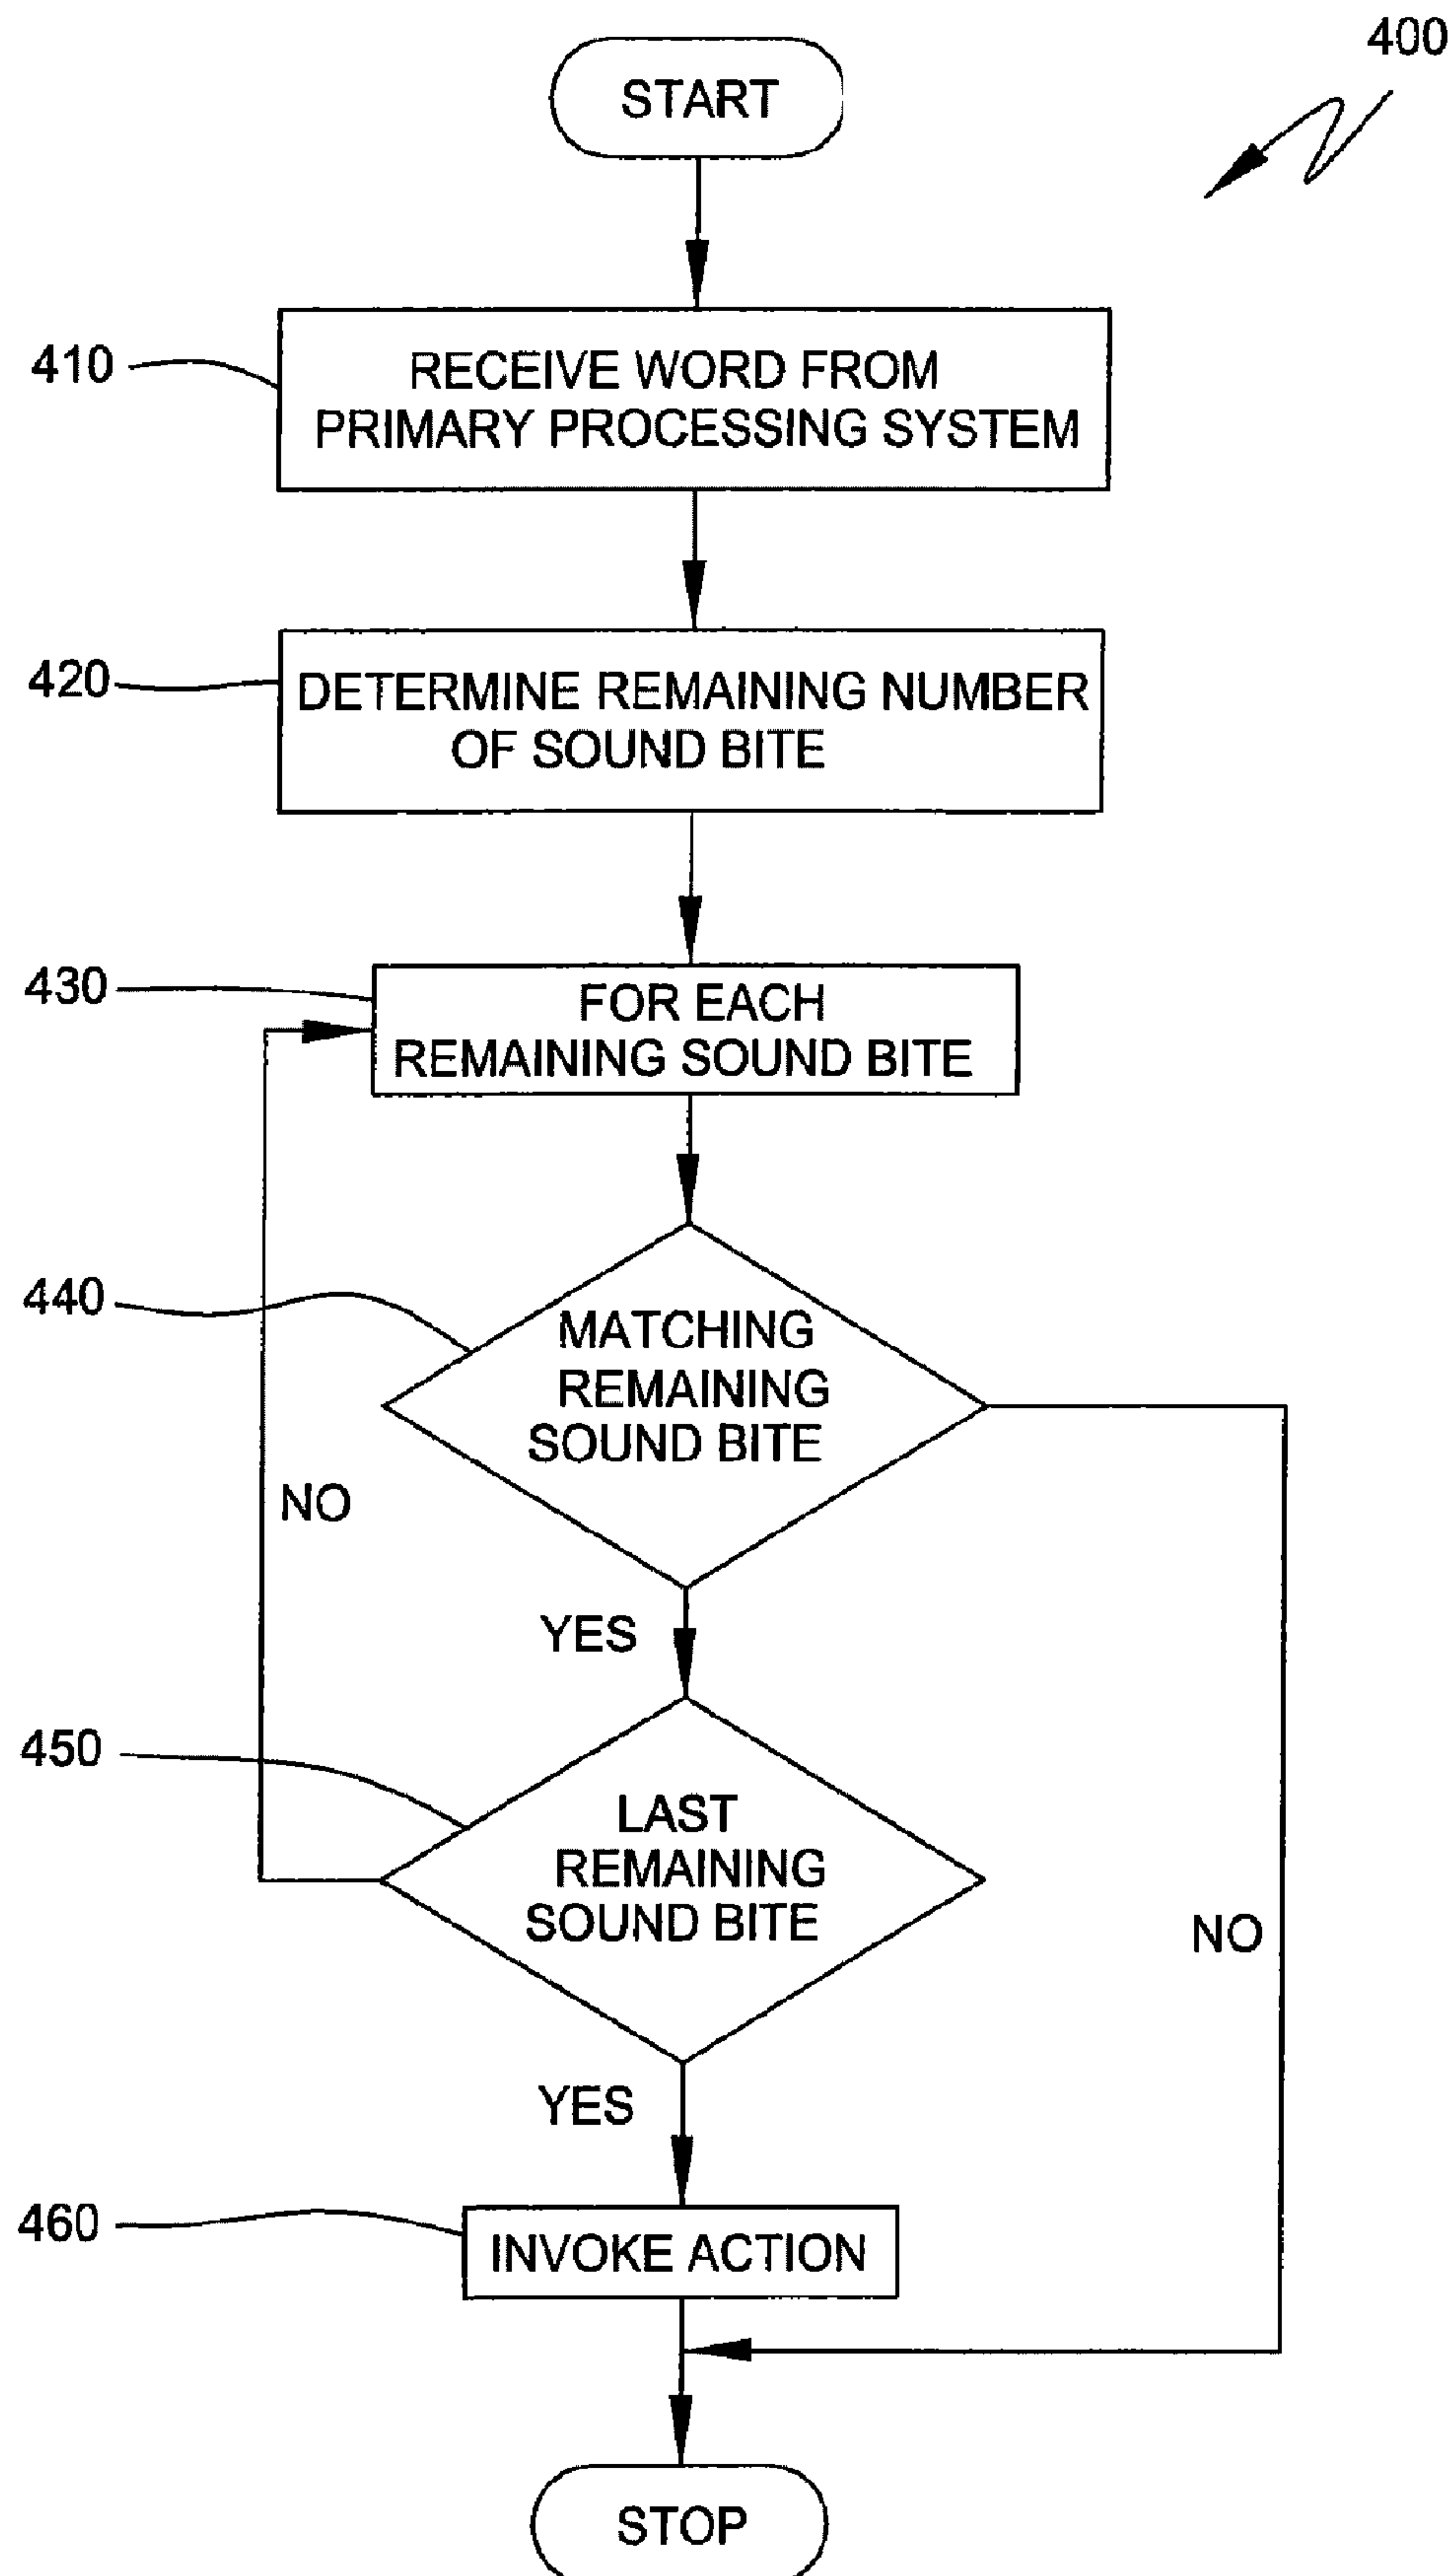 400
START
410
RECEIVE WORD FROM
PRIMARY PROCESSING SYSTEM
420
DETERMINE REMAINING NUMBER
OF SOUND BITE
430
FOR EACH
REMAINING SOUND BITE
440
MATCHING
REMAINING
SOUND BITE
NO
YES
450
LAST
REMAINING
SOUND BITE
NO
YES
460
INVOKE ACTION
STOP